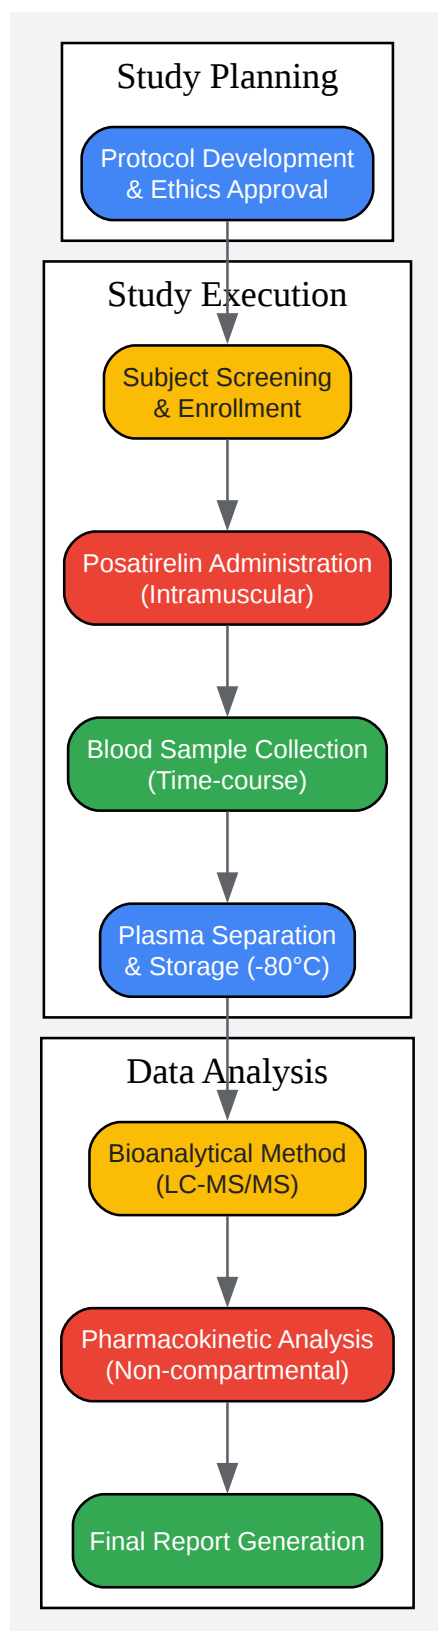 Study Planning
Protocol Development
& Ethics Approval
Study Execution
Subject Screening
& Enrollment
Posatirelin Administration
(Intramuscular)
Blood Sample Collection
(Time-course)
Plasma Separation
& Storage (-80°C)
Data Analysis
Bioanalytical Method
(LC-MS/MS)
Pharmacokinetic Analysis
(Non-compartmental)
Final Report Generation